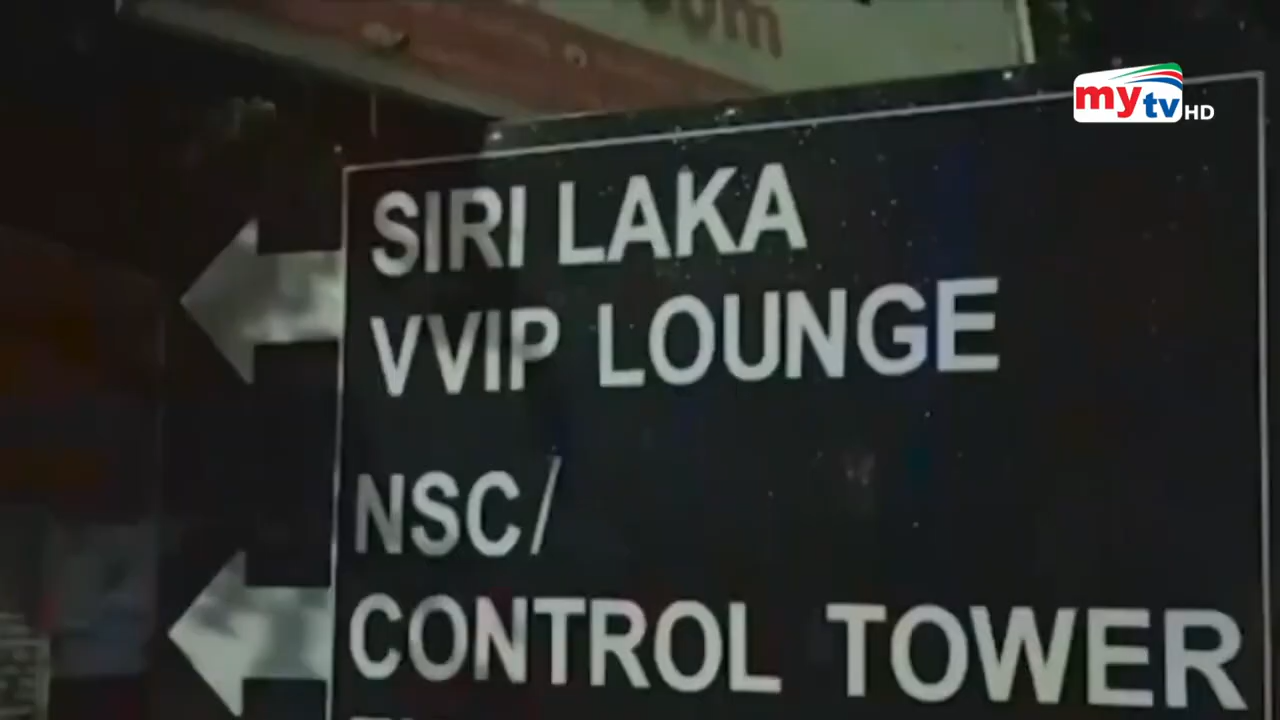 mytv HD
SIRI LAKA
VVIP LOUNGE
NSC/
CONTROL TOWER